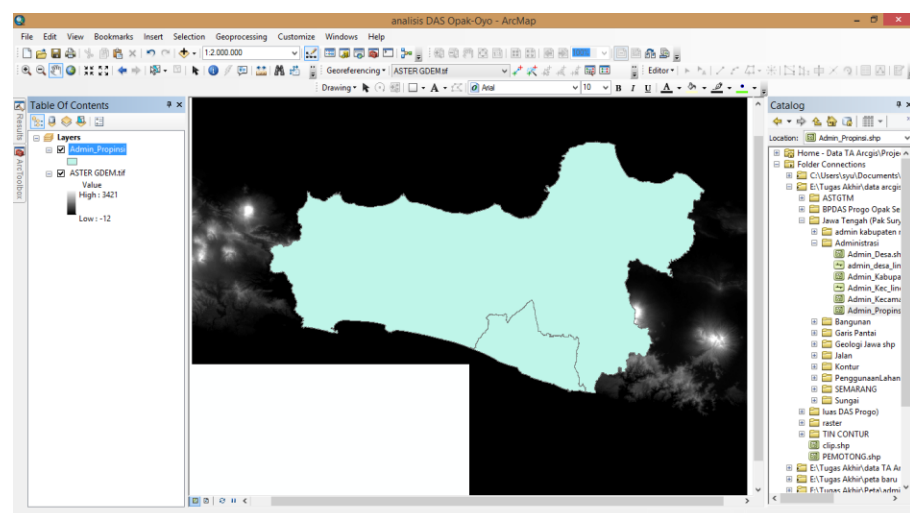 analisis DAS Opak-Oyo - ArcMap
File Edit View Bookmarks Insert Selection Geoprocessing Customize Windows Help
1:2.000.000 100%
Georeferencing ASTER GDEM.tif Editor
Drawing A Arial 10 B I U A
Results
ArcToolbox
Table Of Contents
Layers
Admin_Propinsi
ASTER GDEM.tif
Value
High : 3421
Low : -12
Catalog
Location: Admin_Propinsi.shp
Home - Data TA Arcgis\Proje
Folder Connections
C:\Users\syu\Documents\
E:\Tugas Akhir\data arcgis
ASTGTM
BPDAS Progo Opak Se
Jawa Tengah (Pak Sury
admin kabupaten
Administrasi
Admin_Desa.sh
admin_desa_lin
Admin_Kabupa
Admin_Kec_line
Admin_Kecama
Admin_Propins
Bangunan
Garis Pantai
Geologi Jawa shp
Jalan
Kontur
PenggunaanLahan
SEMARANG
Sungai
luas DAS Progo)
raster
TIN CONTUR
clip.shp
PEMOTONG.shp
E:\Tugas Akhir\data TA Ar
E:\Tugas Akhir\peta baru
E:\Tugas Akhir\Peta\admi